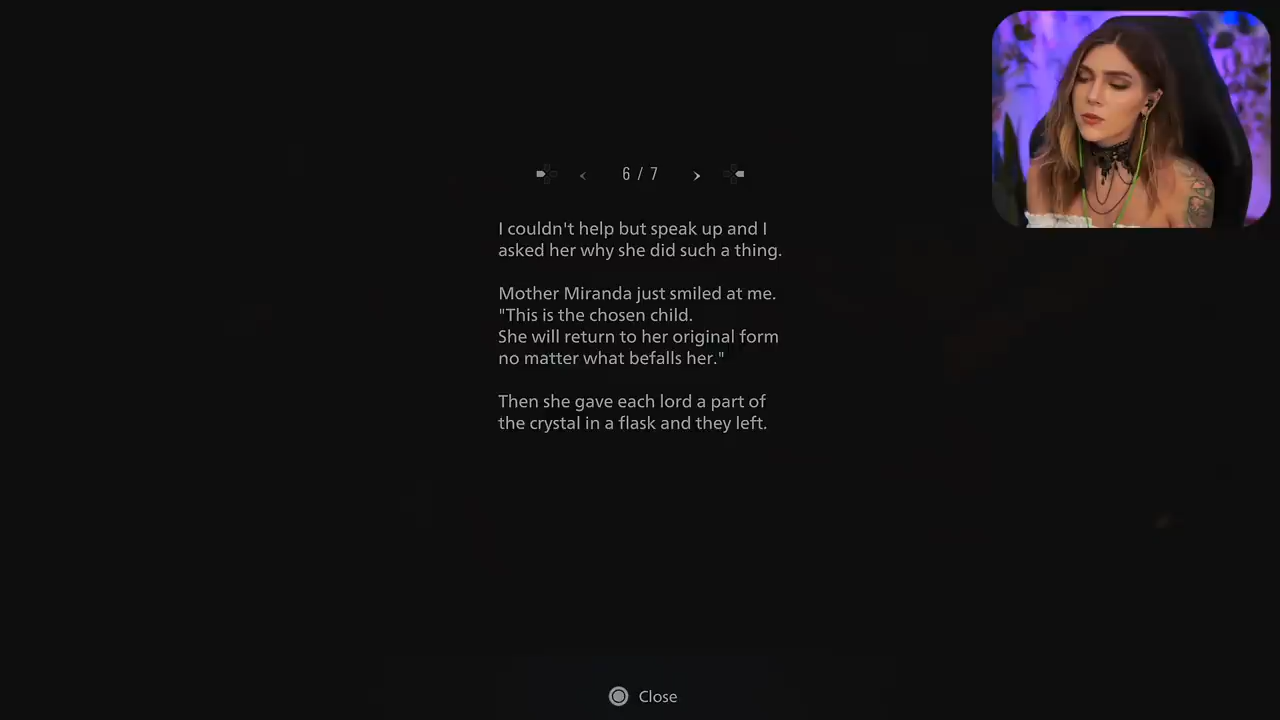 6 / 7
I couldn't help but speak up and I
asked her why she did such a thing.
Mother Miranda just smiled at me.
"This is the chosen child.
She will return to her original form
no matter what befalls her."
Then she gave each lord a part of
the crystal in a flask and they left.
Close